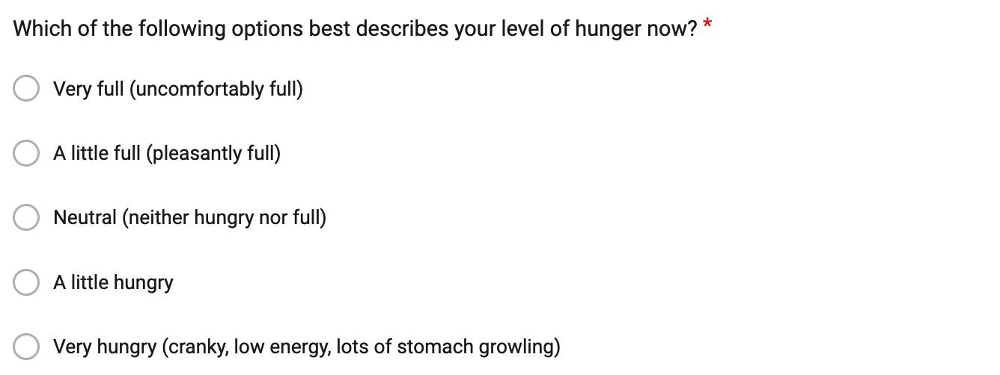 Which of the following options best describes your level of hunger now? *
Very full (uncomfortably full)
A little full (pleasantly full)
Neutral (neither hungry nor full)
A little hungry
Very hungry (cranky, low energy, lots of stomach growling)